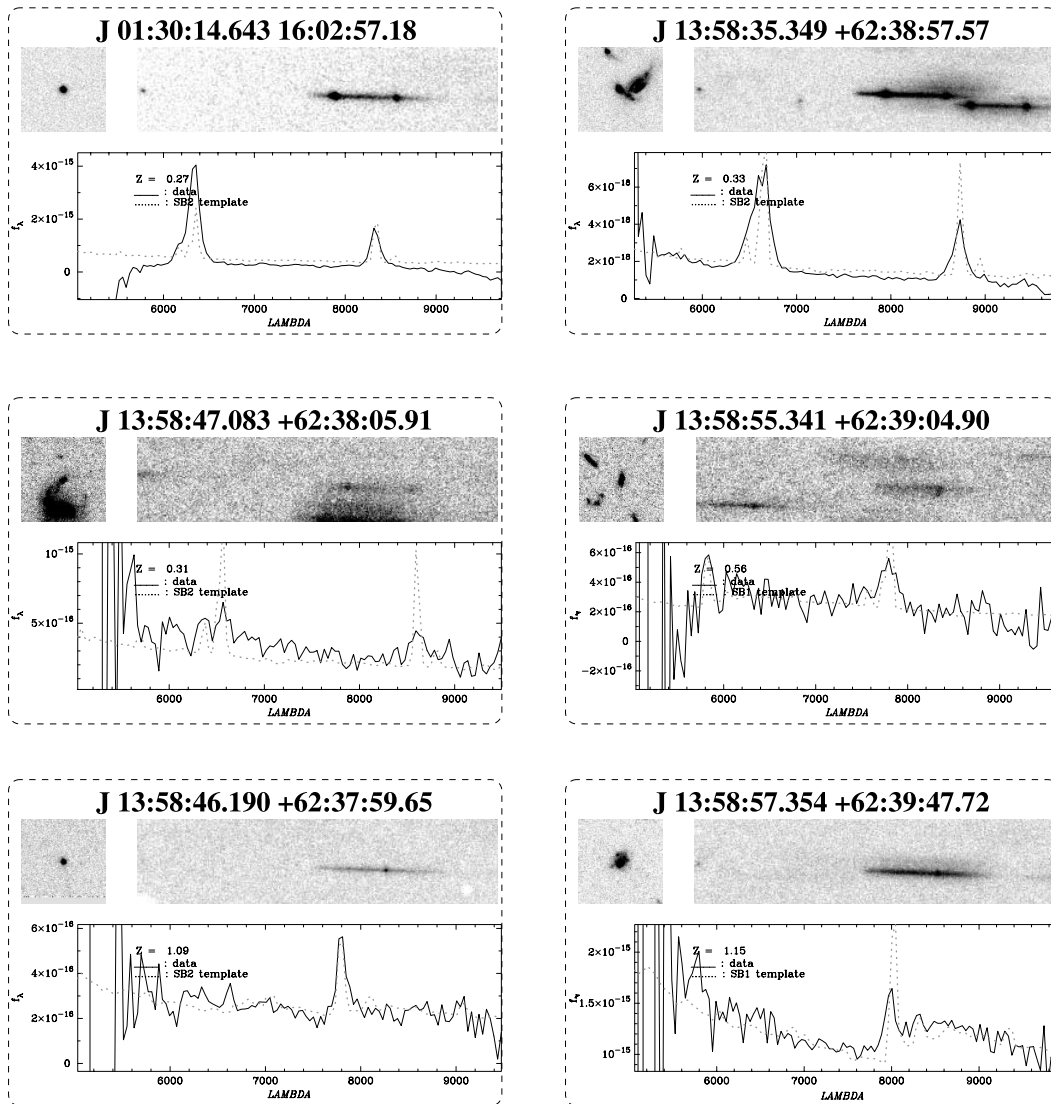 J 01:30:14.643 16:02:57.18
4×10⁻¹⁵
2×10⁻¹⁵
0
f_λ
Z = 0.27
: data
: SB2 template
6000 7000 8000 9000
LAMBDA
J 13:58:35.349 +62:38:57.57
6×10⁻¹⁸
4×10⁻¹⁸
2×10⁻¹⁸
0
f_λ
Z = 0.33
: data
: SB2 template
6000 7000 8000 9000
LAMBDA
J 13:58:47.083 +62:38:05.91
10⁻¹⁵
5×10⁻¹⁶
f_λ
Z = 0.31
: data
: SB2 template
6000 7000 8000 9000
LAMBDA
J 13:58:55.341 +62:39:04.90
6×10⁻¹⁶
4×10⁻¹⁶
2×10⁻¹⁶
0
−2×10⁻¹⁶
Z = 0.56
: data
: SB1 template
6000 7000 8000 9000
LAMBDA
J 13:58:46.190 +62:37:59.65
6×10⁻¹⁶
4×10⁻¹⁶
2×10⁻¹⁶
0
f_λ
Z = 1.09
: data
: SB2 template
6000 7000 8000 9000
LAMBDA
J 13:58:57.354 +62:39:47.72
2×10⁻¹⁵
1.5×10⁻¹⁵
10⁻¹⁵
Z = 1.15
: data
: SB1 template
6000 7000 8000 9000
LAMBDA